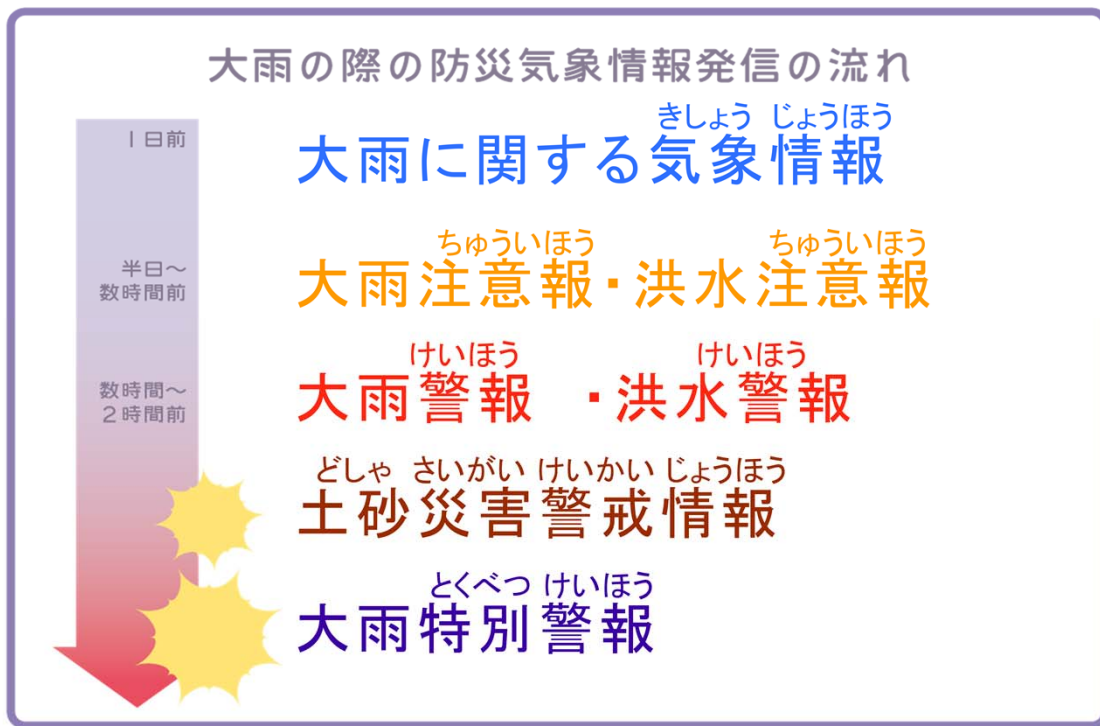 大雨の際の防災気象情報発信の流れ
1日前
きしょう じょうほう
大雨に関する気象情報
半日~
数時間前
ちゅういほう ちゅういほう
大雨注意報・洪水注意報
数時間~
2時間前
けいほう けいほう
大雨警報 ・洪水警報
どしゃ さいがい けいかい じょうほう
土砂災害警戒情報
とくべつ けいほう
大雨特別警報